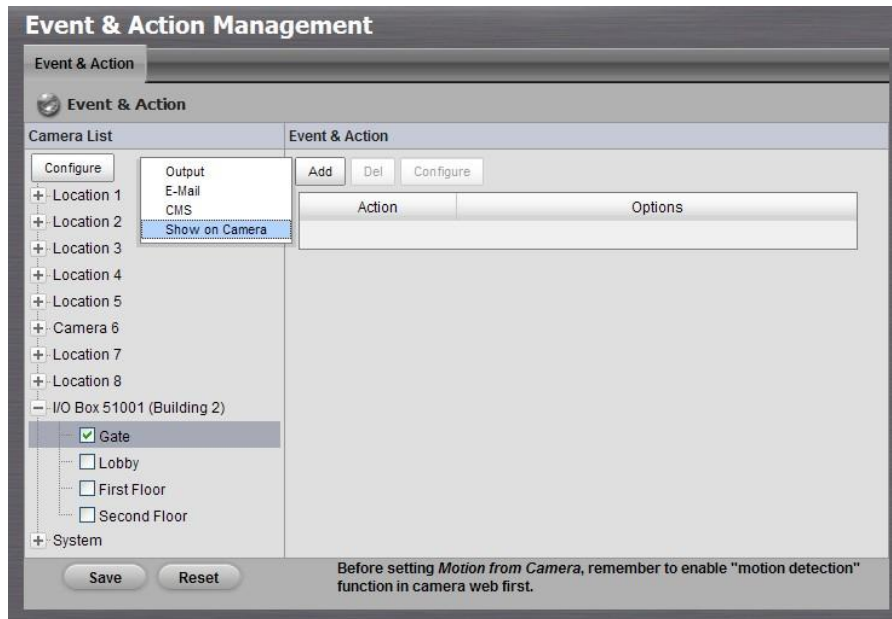 Event & Action Management
Event & Action
Event & Action
Camera List
Event & Action
Configure
Output
E-Mail
CMS
Show on Camera
Add
Del
Configure
Action
Options
Location 1
Location 2
Location 3
Location 4
Location 5
Camera 6
Location 7
Location 8
I/O Box 51001 (Building 2)
Gate
Lobby
First Floor
Second Floor
System
Save
Reset
Before setting Motion from Camera, remember to enable "motion detection"
function in camera web first.